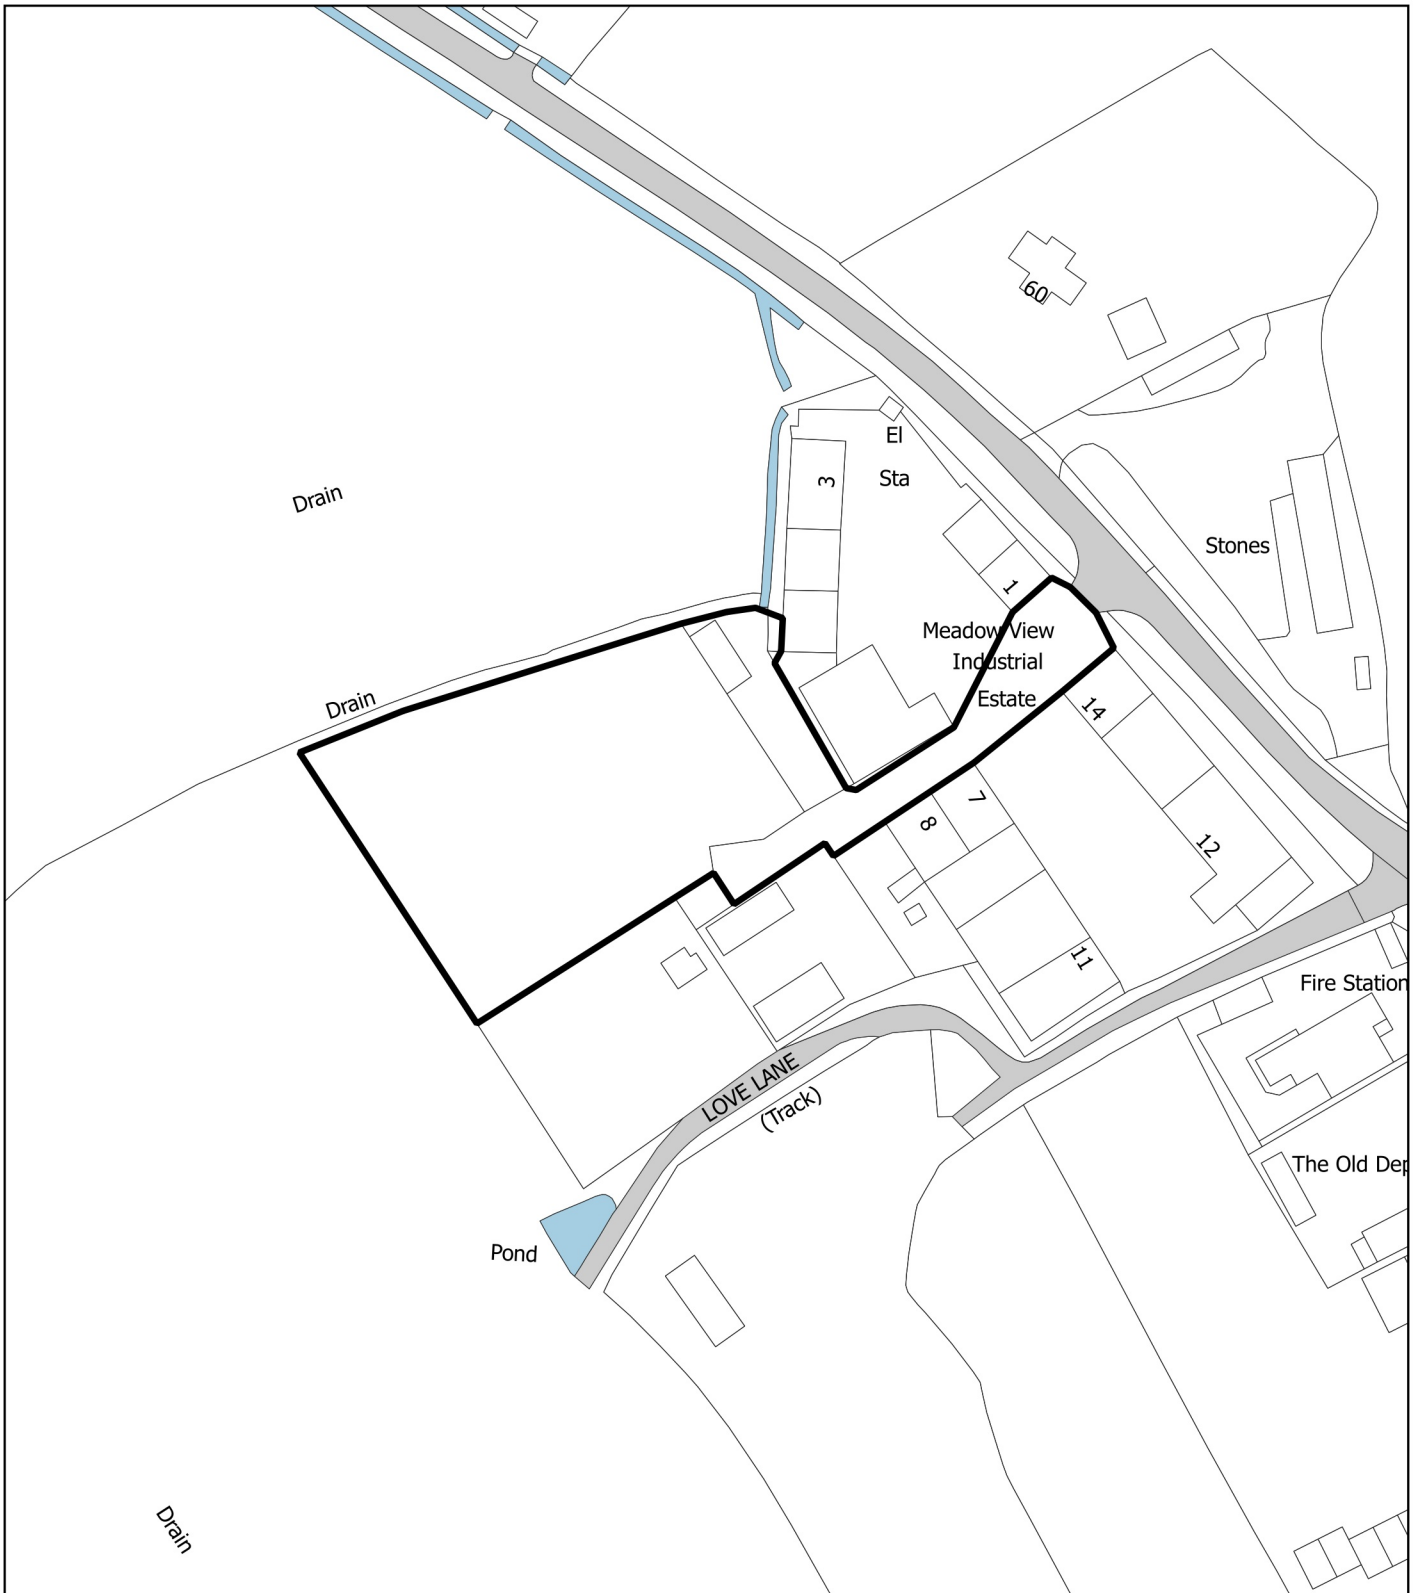 60
El
Sta
3
Drain
Stones
1
Meadow View
Industrial
Estate
Drain
14
7
8
12
11
Fire Station
LOVE LANE
(Track)
The Old Dep
Pond
Drain